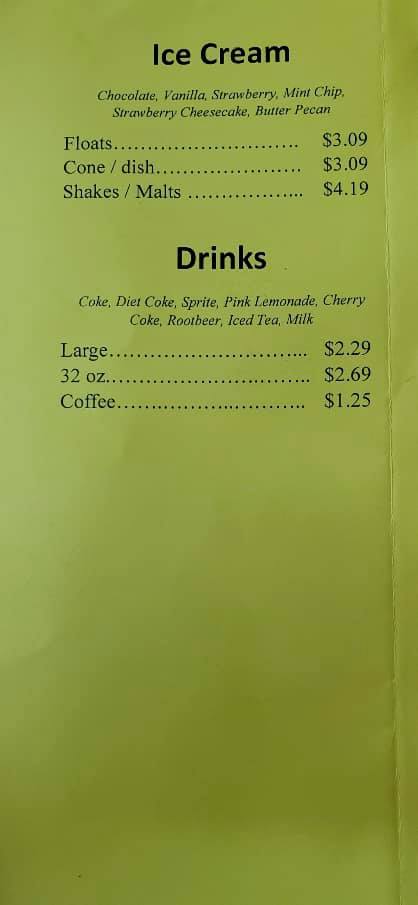 Ice Cream
Chocolate, Vanilla, Strawberry, Mint Chip,
Strawberry Cheesecake, Butter Pecan
Floats............................ $3.09
Cone / dish...................... $3.09
Shakes / Malts ................. $4.19
Drinks
Coke, Diet Coke, Sprite, Pink Lemonade, Cherry
Coke, Rootbeer, Iced Tea, Milk
Large.............................. $2.29
32 oz............................... $2.69
Coffee............................ $1.25